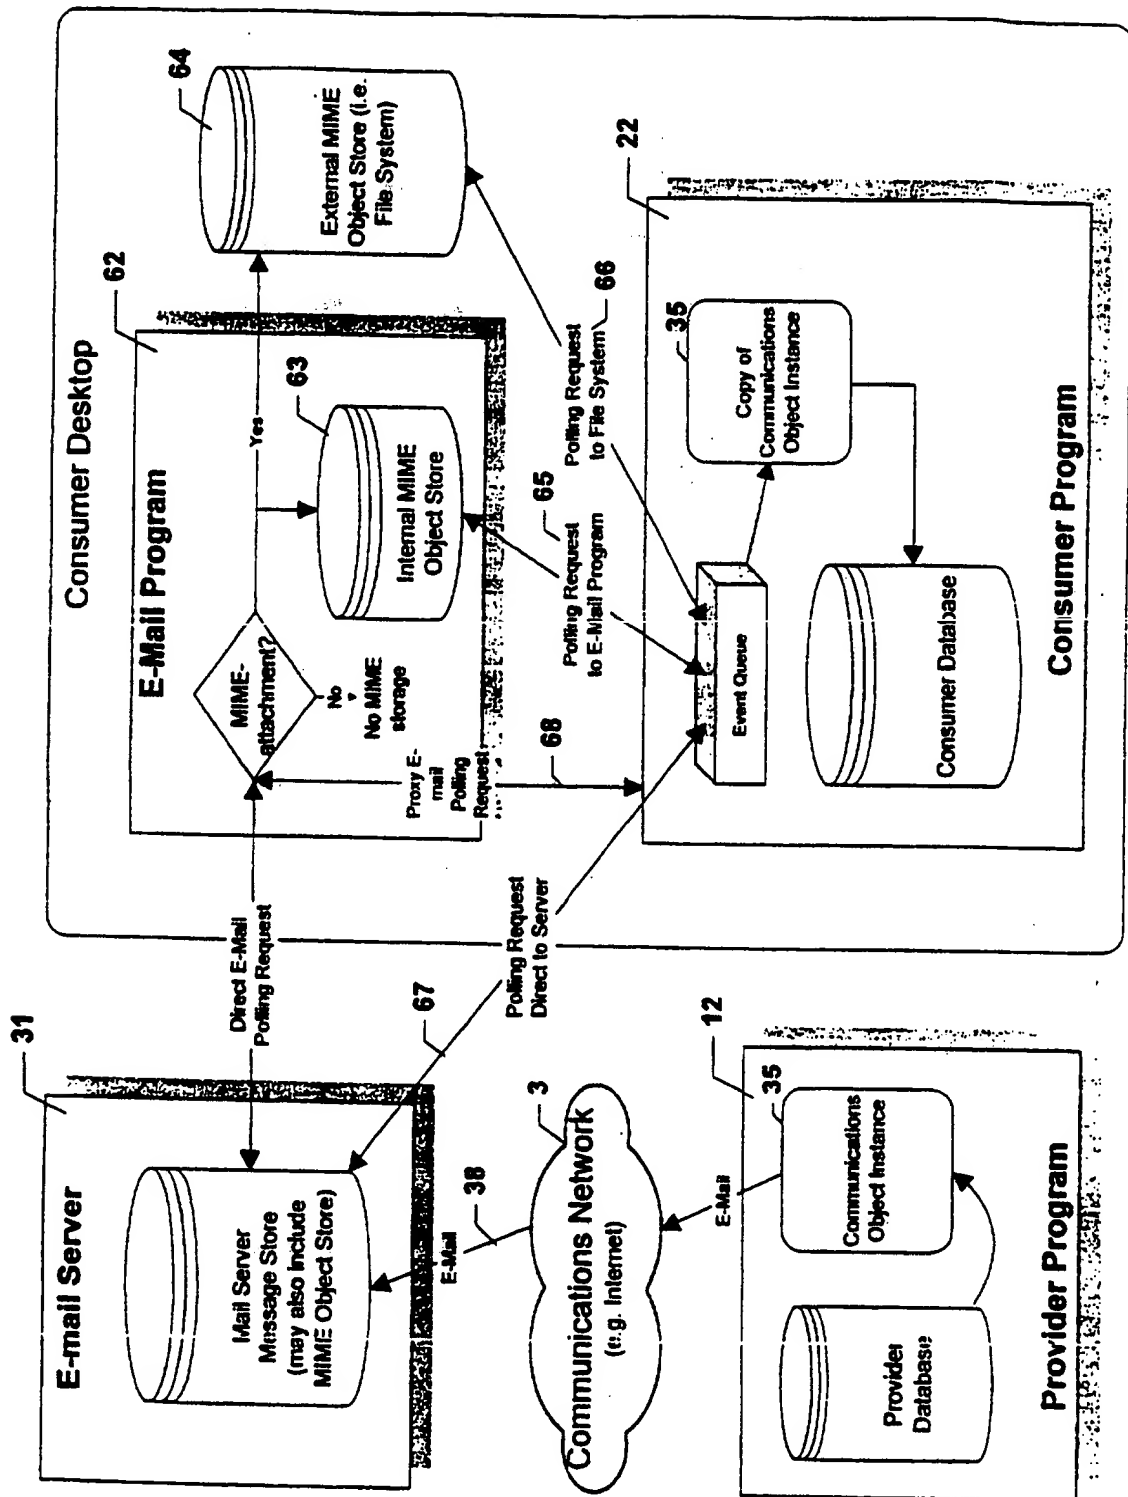 Consumer Desktop
E-mail Server
31
Mail Server
Message Store
(may also include
MIME Object Store)
Direct E-Mail
Polling Request
67
Polling Request
Direct to Server
E-Mail
38
Communications Network
(e.g. Internet)
3
E-Mail
12
35
Communications
Object Instance
Provider
Database
Provider Program
E-Mail Program
62
MIME-
attachment?
Yes
No
No MIME
storage
Internal MIME
Object Store
63
64
External MIME
Object Store (i.e.
File System)
Proxy E-
mail
Polling
Request
68
Polling Request
to E-Mail Program
65
Polling Request
to File System
66
22
Event Queue
35
Copy of
Communications
Object Instance
Consumer Database
Consumer Program